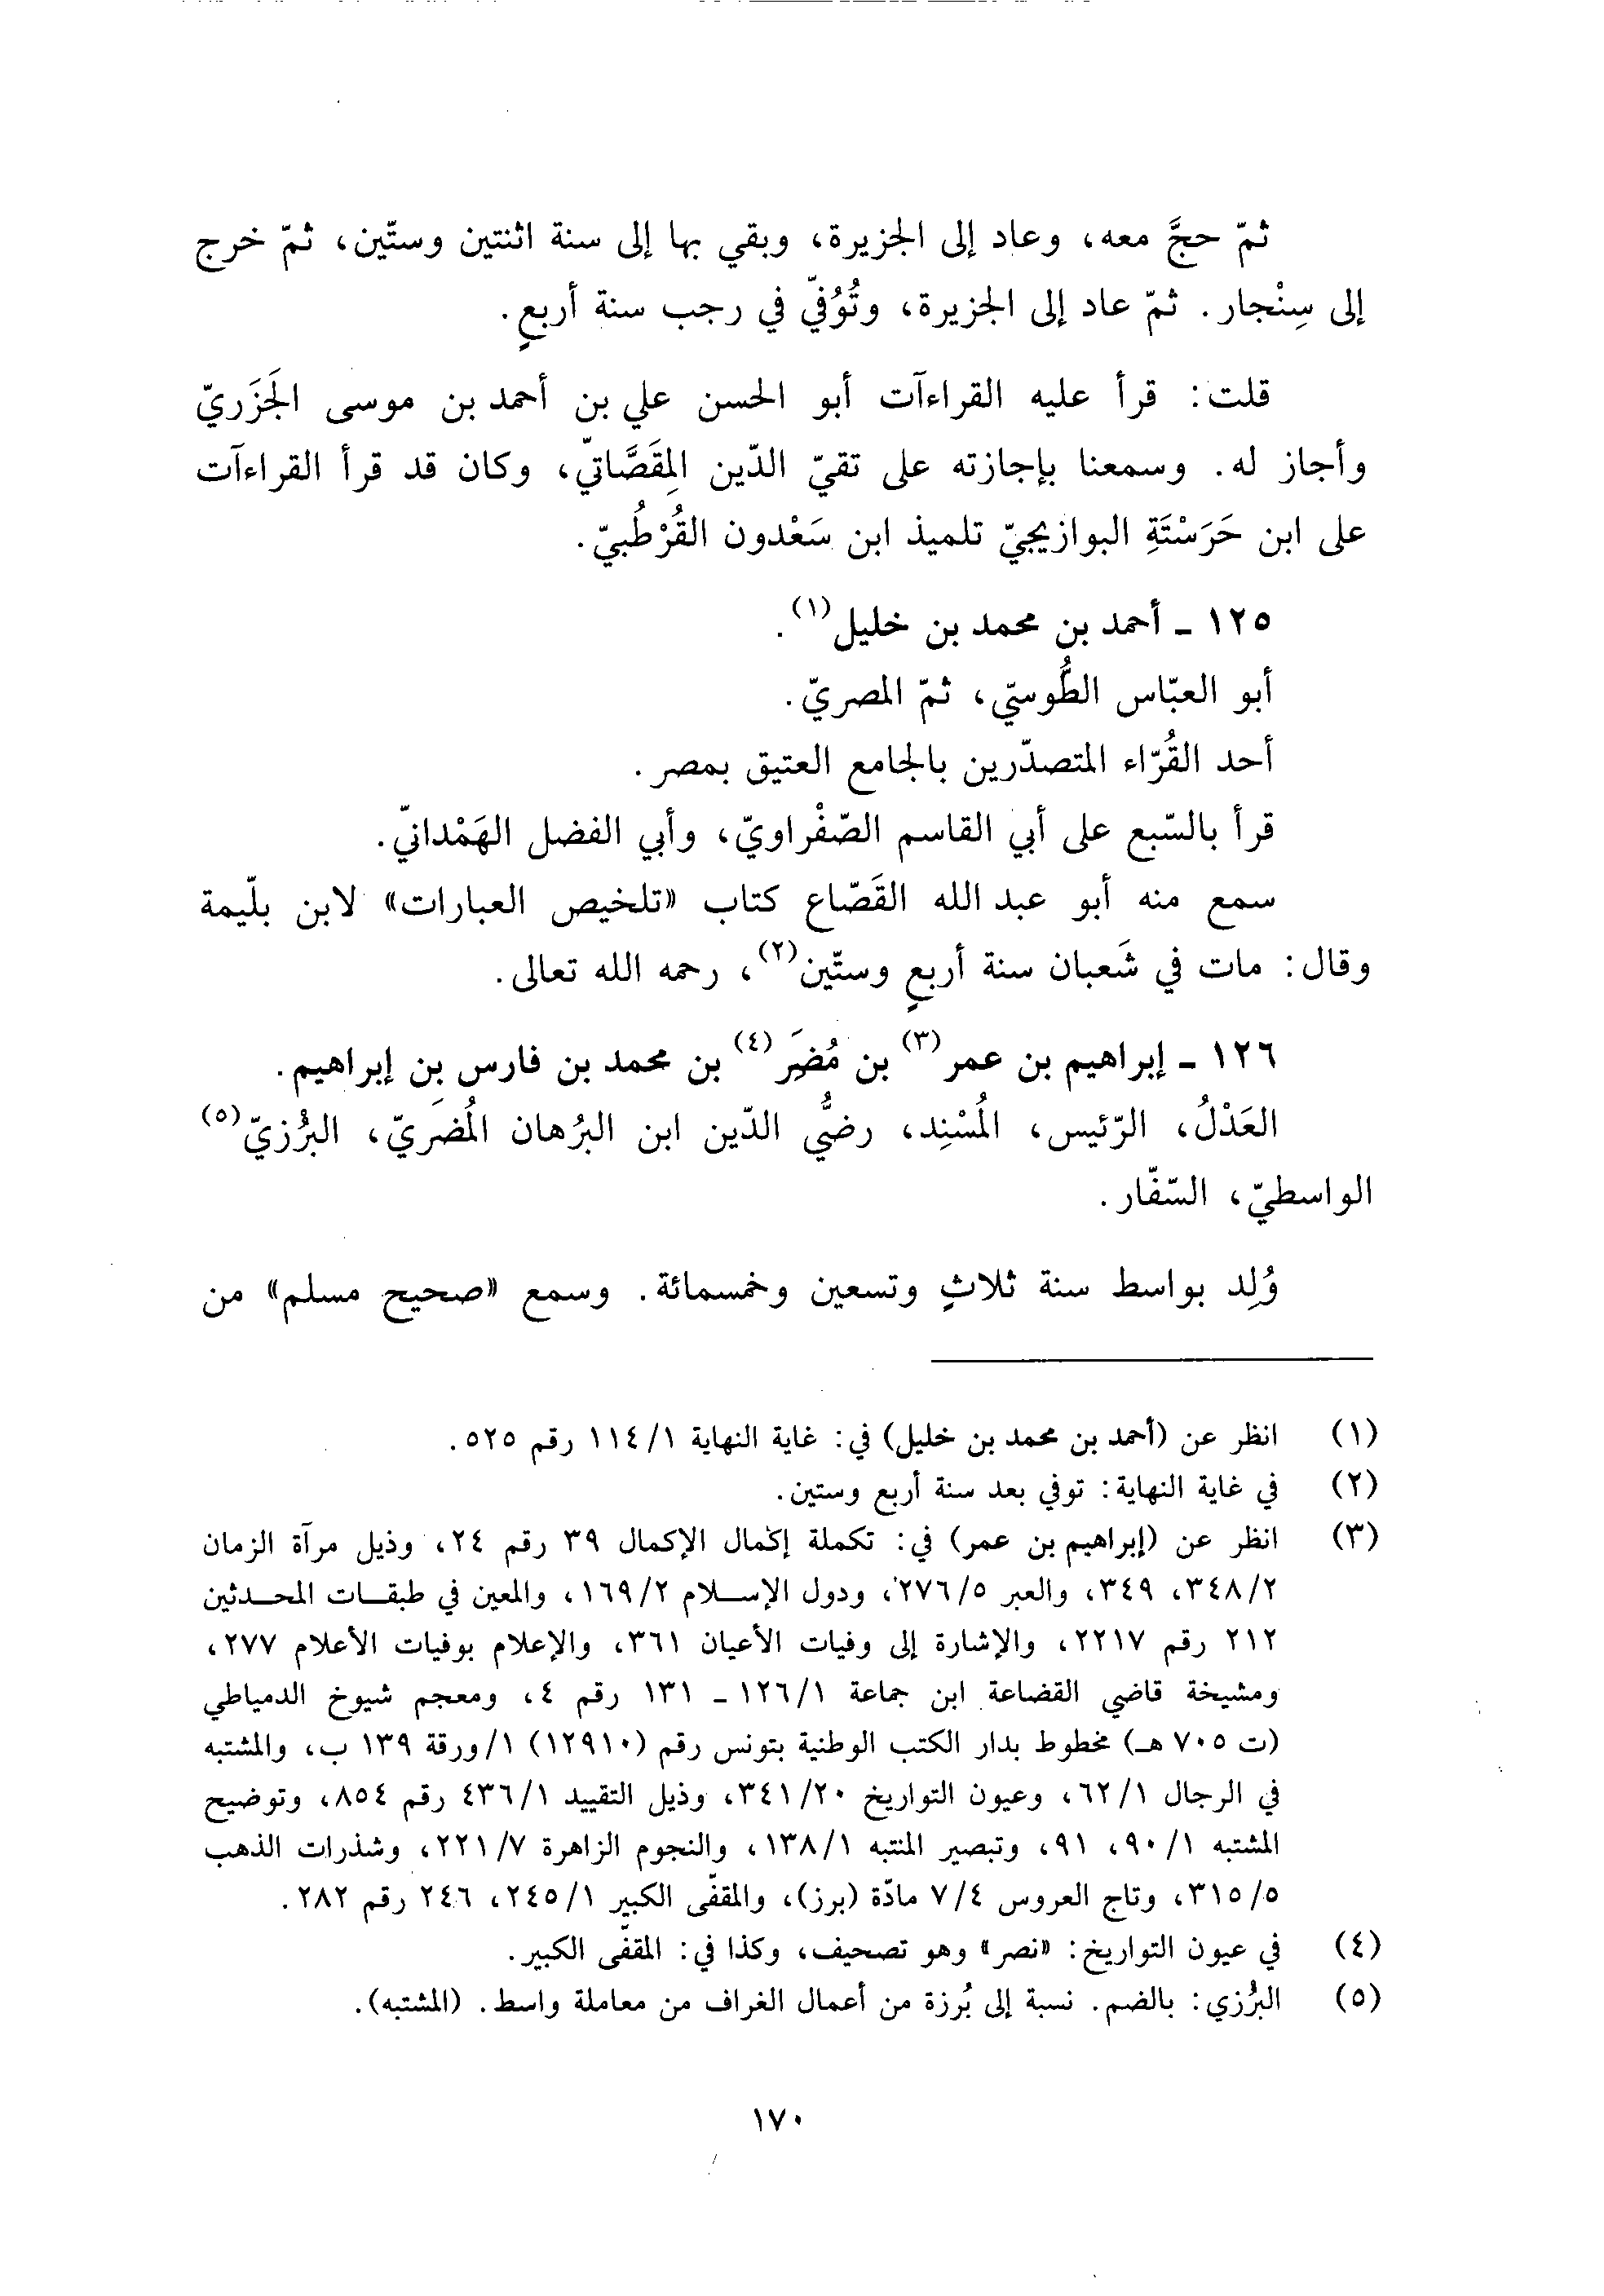 ثمّ حجَّ معه، وعاد إلى الجزيرة، وبقي بها إلى سنة اثنتين وستّين، ثمّ خرج
إلى سِنْجار. ثمّ عاد إلى الجزيرة، وتُوُفّي في رجب سنة أربعٍ.
قلت: قرأ عليه القراءآت أبو الحسن علي بن أحمد بن موسى الجَزَريّ
وأجاز له. وسمعنا بإجازته على تقيّ الدّين المِقَصَّاتيّ، وكان قد قرأ القراءآت
على ابن حَرَسْتَةِ البوازيجيّ تلميذ ابن سَعْدون القُرْطُبيّ.
١٢٥ ـ أحمد بن محمد بن خليل(١).
أبو العبّاس الطُّوسيّ، ثمّ المصريّ.
أحد القُرّاء المتصدّرين بالجامع العتيق بمصر.
قرأ بالسّبع على أبي القاسم الصّفْراويّ، وأبي الفضل الهَمْدانيّ.
سمع منه أبو عبد الله القَصّاع كتاب «تلخيص العبارات» لابن بلّيمة
وقال: مات في شَعبان سنة أربعٍ وستّين(٢)، رحمه الله تعالى.
١٢٦ ـ إبراهيم بن عمر(٣) بن مُضَرِ(٤) بن محمد بن فارس بن إبراهيم.
العَدْلُ، الرّئيس، المُسْنِد، رضيُّ الدّين ابن البرُهان المُضَريّ، البرُزيّ(٥)
الواسطيّ، السّفّار.
وُلِد بواسط سنة ثلاثٍ وتسعين وخمسمائة. وسمع «صحيح مسلم» من
(١) انظر عن (أحمد بن محمد بن خليل) في: غاية النهاية ١/١١٤ رقم ٥٢٥.
(٢) في غاية النهاية: توفي بعد سنة أربع وستين.
(٣) انظر عن (إبراهيم بن عمر) في: تكملة إكمال الإكمال ٣٩ رقم ٢٤، وذيل مرآة الزمان
٢/٣٤٨، ٣٤٩، والعبر ٥/٢٧٦، ودول الإسلام ٢/١٦٩، والمعين في طبقات المحدثين
٢١٢ رقم ٢٢١٧، والإشارة إلى وفيات الأعيان ٣٦١، والإعلام بوفيات الأعلام ٢٧٧،
ومشيخة قاضي القضاعة ابن جماعة ١/١٢٦ ـ ١٣١ رقم ٤، ومعجم شيوخ الدمياطي
(ت ٧٠٥ هـ) مخطوط بدار الكتب الوطنية بتونس رقم (١٢٩١٠) ١/ورقة ١٣٩ ب، والمشتبه
في الرجال ١/٦٢، وعيون التواريخ ٢٠/٣٤١، وذيل التقييد ١/٤٣٦ رقم ٨٥٤، وتوضيح
المشتبه ١/٩٠، ٩١، وتبصير المنتبه ١/١٣٨، والنجوم الزاهرة ٧/٢٢١، وشذرات الذهب
٥/٣١٥، وتاج العروس ٤/٧ مادّة (برز)، والمقفّى الكبير ١/٢٤٥، ٢٤٦ رقم ٢٨٢.
(٤) في عيون التواريخ: «نصر» وهو تصحيف، وكذا في: المقفّى الكبير.
(٥) البرُزي: بالضم. نسبة إلى بُرزة من أعمال الغراف من معاملة واسط. (المشتبه).
١٧٠